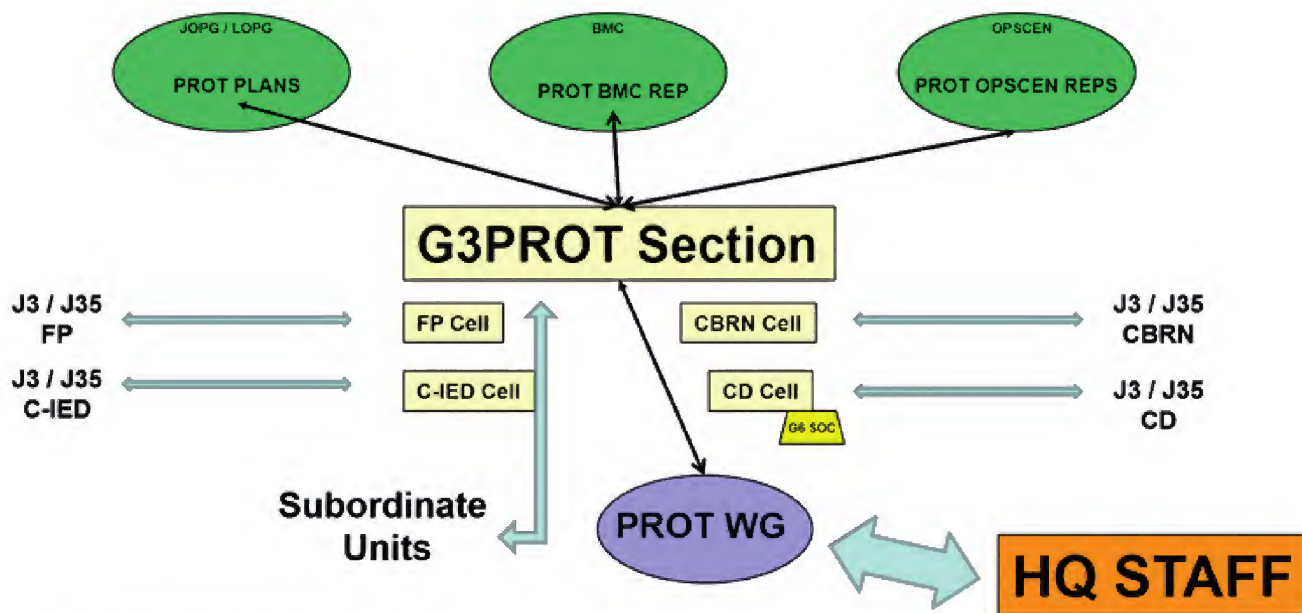 JOPG / LOPG
PROT PLANS
BMC
PROT BMC REP
OPSCEN
PROT OPSCEN REPS
G3PROT Section
J3 / J35
FP
FP Cell
CBRN Cell
J3 / J35
CBRN
J3 / J35
C-IED
C-IED Cell
CD Cell
J3 / J35
CD
G6 SOC
Subordinate
Units
PROT WG
HQ STAFF